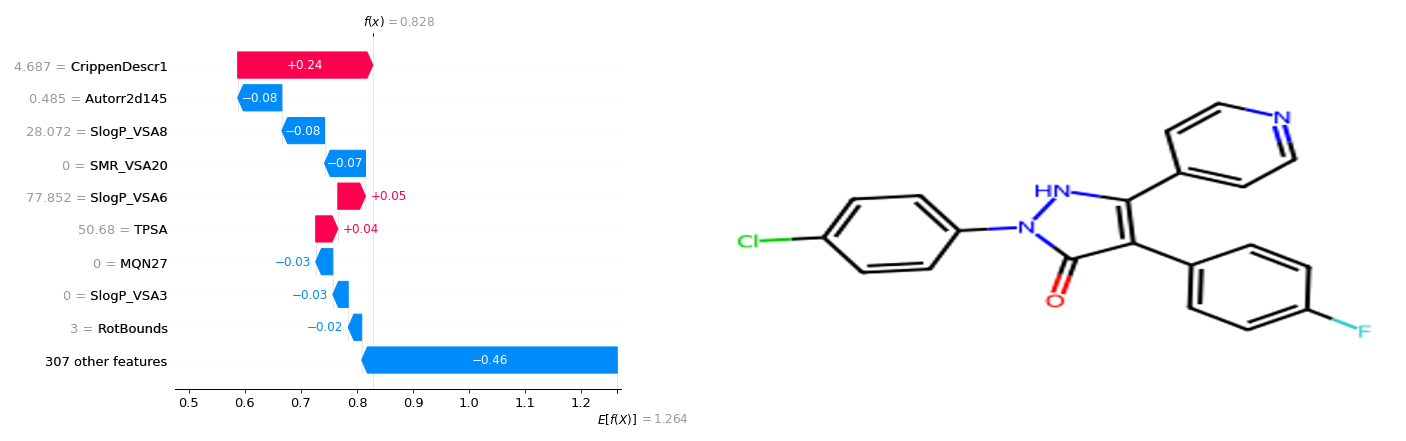 f(x) = 0.828
4.687 = CrippenDescr1
+0.24
0.485 = Autorr2d145
−0.08
28.072 = SlogP_VSA8
−0.08
0 = SMR_VSA20
−0.07
77.852 = SlogP_VSA6
+0.05
50.68 = TPSA
+0.04
0 = MQN27
−0.03
0 = SlogP_VSA3
−0.03
3 = RotBounds
−0.02
307 other features
−0.46
0.5 0.6 0.7 0.8 0.9 1.0 1.1 1.2
E[f(X)] = 1.264
N
HN
N
Cl
O
F